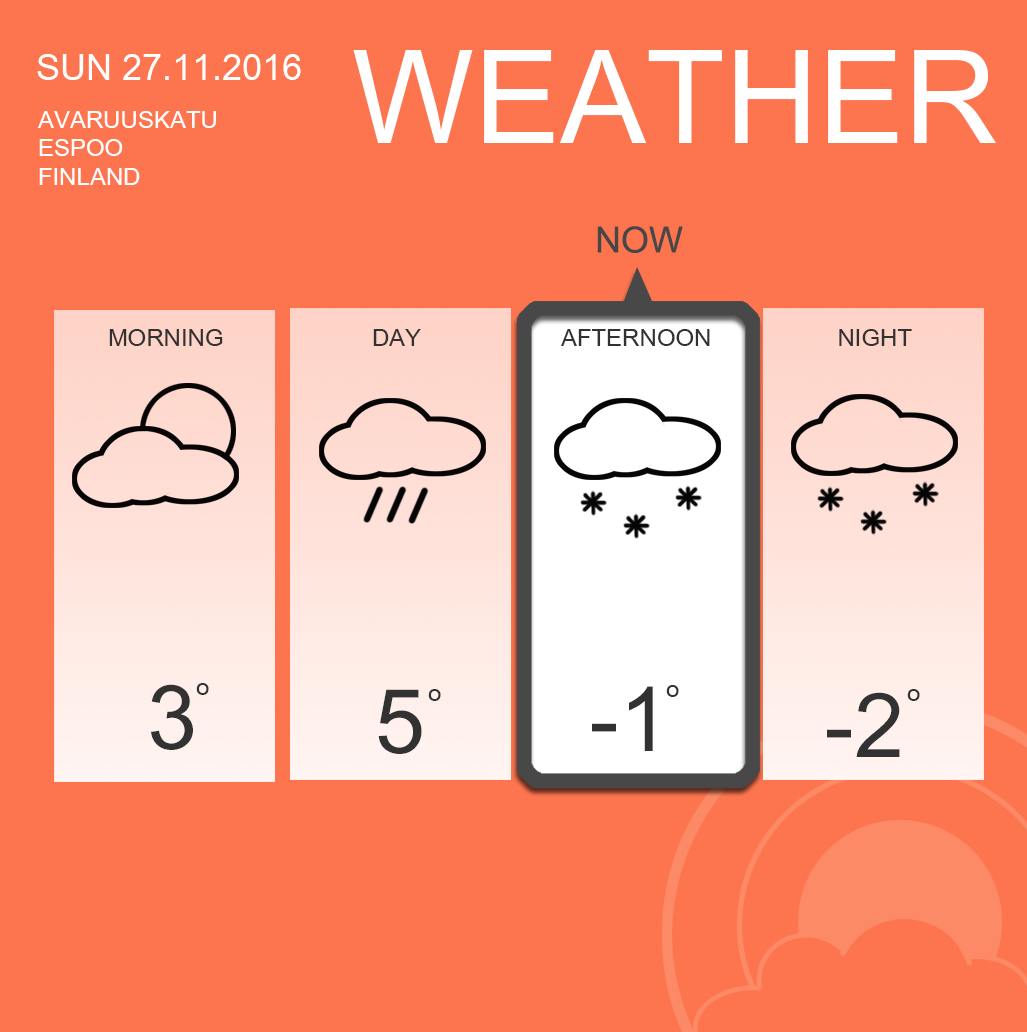 SUN 27.11.2016
WEATHER
AVARUUSKATU
ESPOO
FINLAND
NOW
MORNING
DAY
AFTERNOON
NIGHT
3°
5°
-1°
-2°